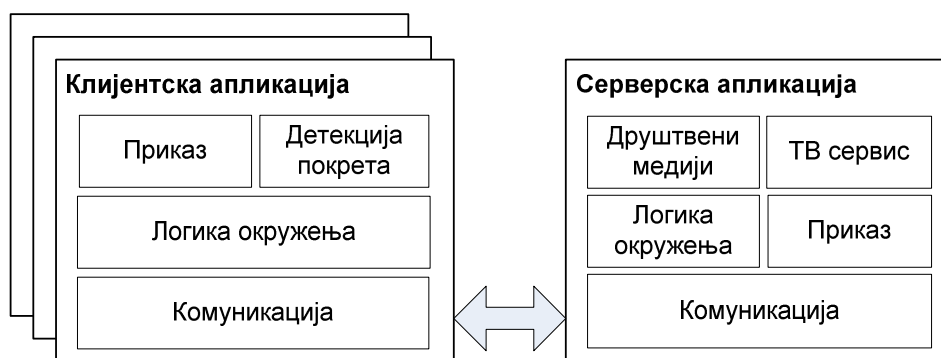 Клијентска апликација
Приказ
Детекција
покрета
Логика окружења
Комуникација
Серверска апликација
Друштвени
медији
ТВ сервис
Логика
окружења
Приказ
Комуникација